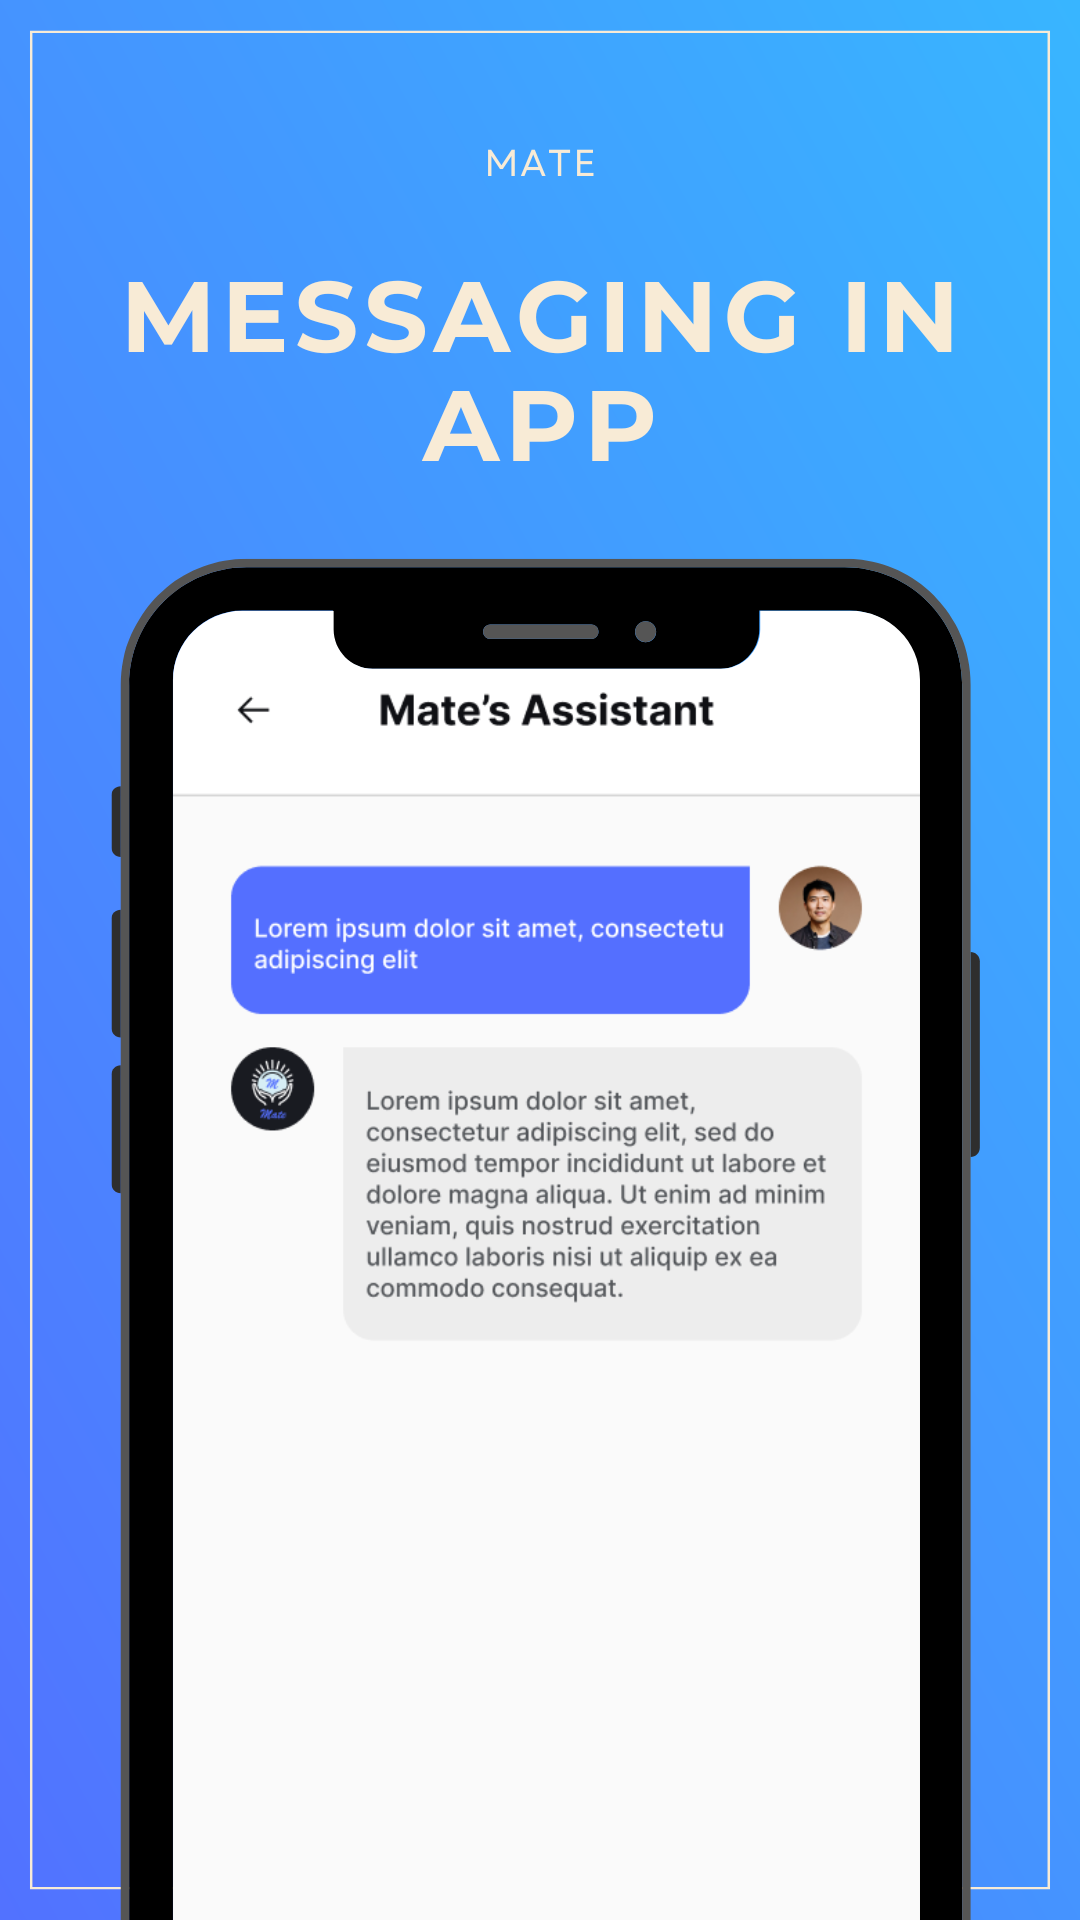 MATE
MESSAGING IN
APP
Mate’s Assistant
Lorem ipsum dolor sit amet, consectetu
adipiscing elit
M
Mate
Lorem ipsum dolor sit amet,
consectetur adipiscing elit, sed do
eiusmod tempor incididunt ut labore et
dolore magna aliqua. Ut enim ad minim
veniam, quis nostrud exercitation
ullamco laboris nisi ut aliquip ex ea
commodo consequat.